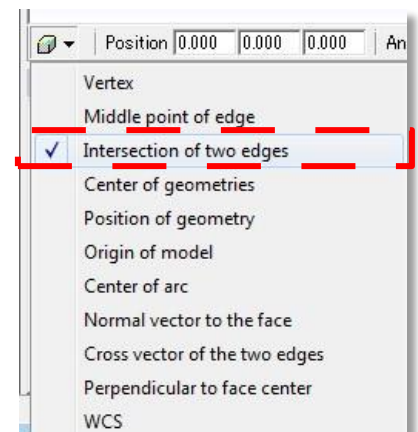 Position 0.000 0.000 0.000 An
Vertex
Middle point of edge
Intersection of two edges
Center of geometries
Position of geometry
Origin of model
Center of arc
Normal vector to the face
Cross vector of the two edges
Perpendicular to face center
WCS